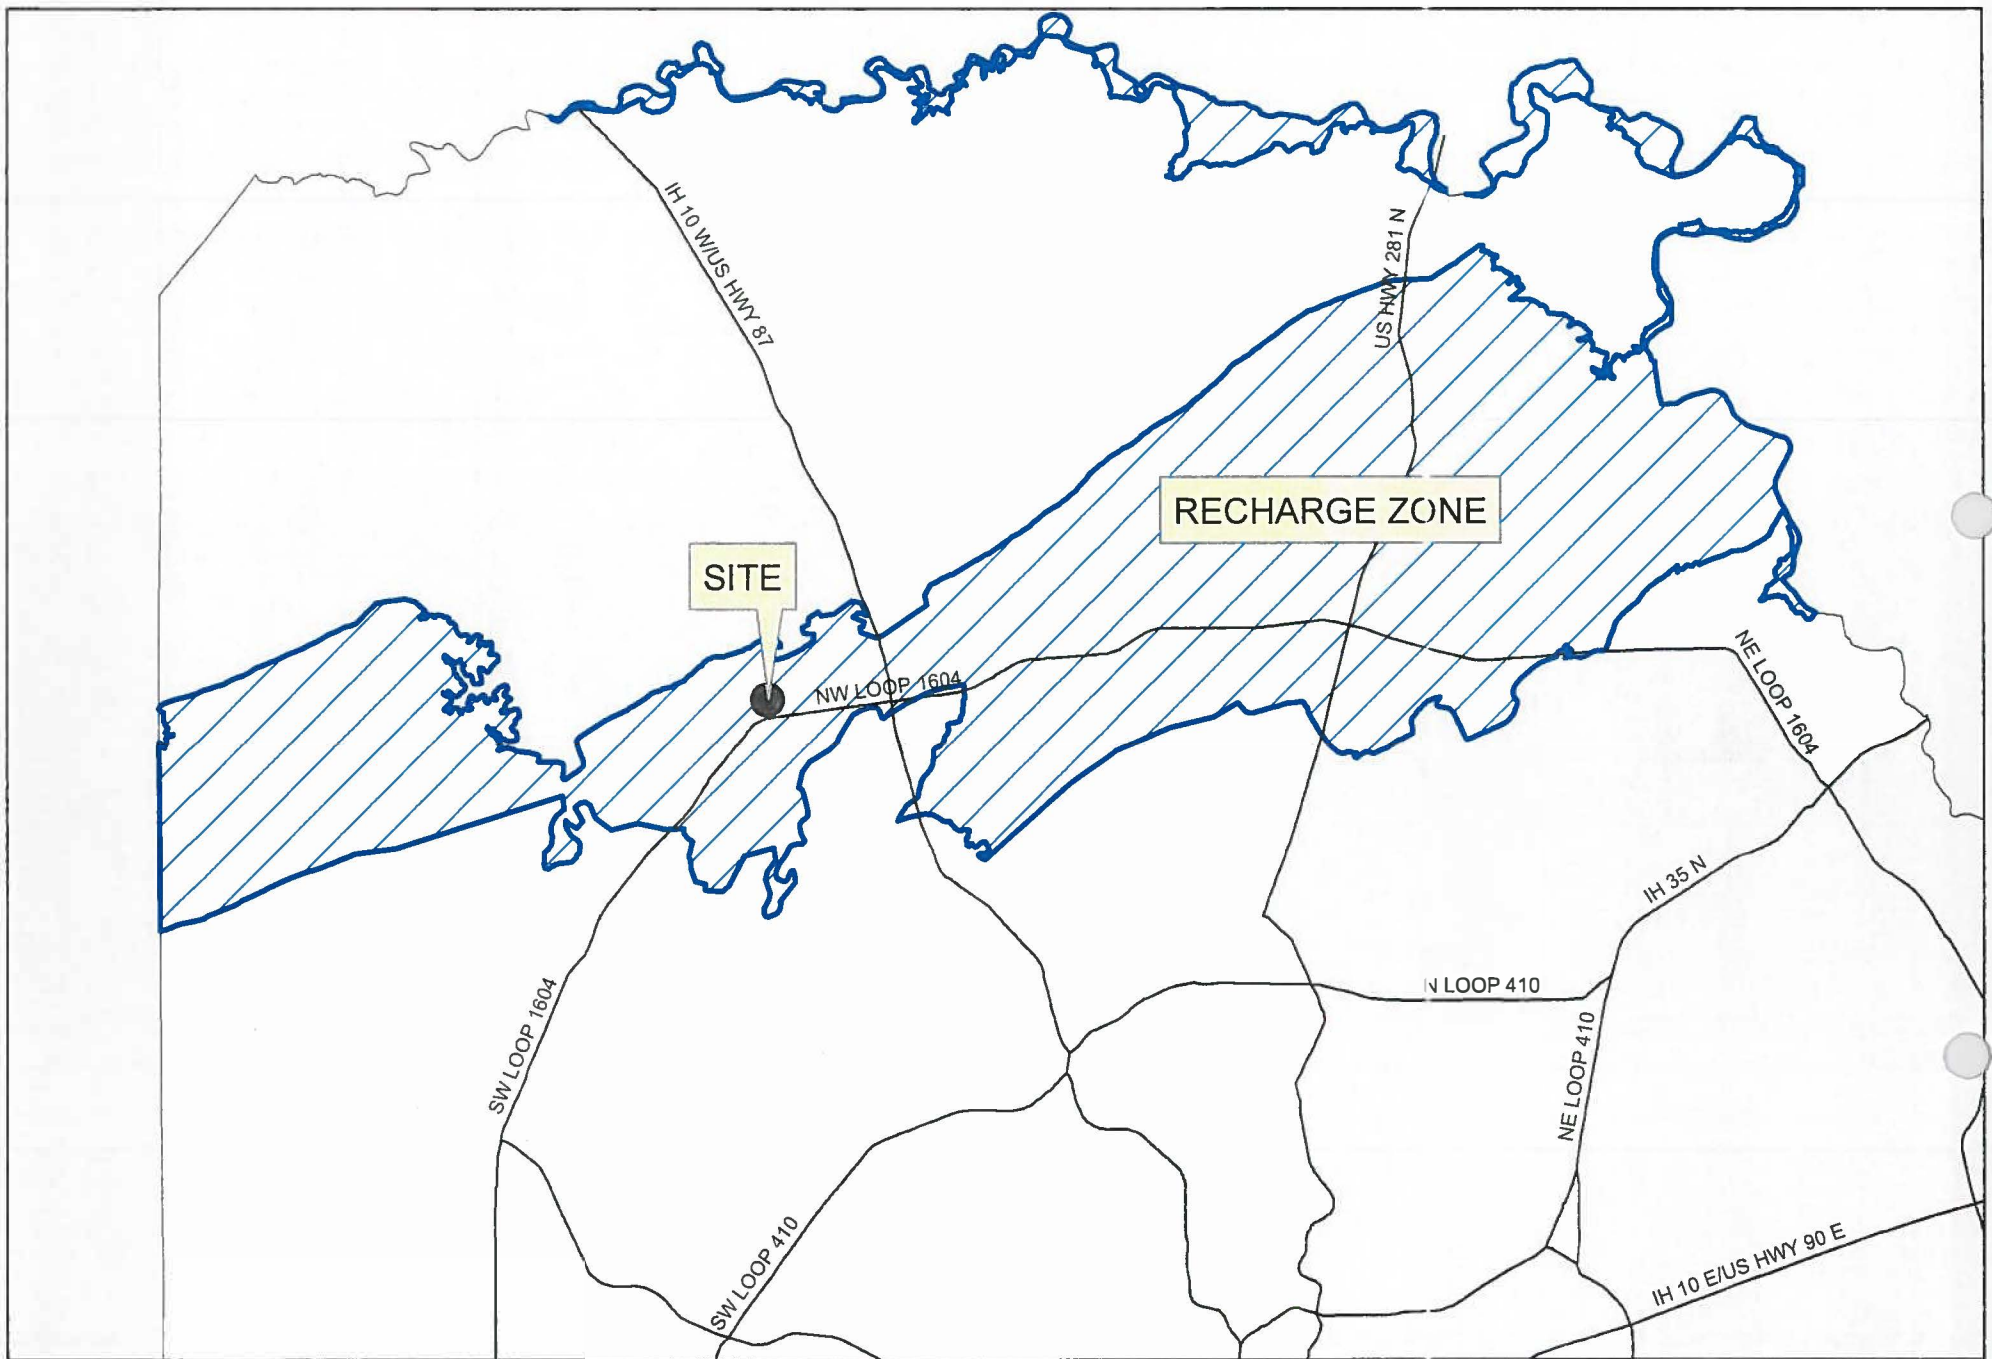 IH 10 W/US HWY 87
US HWY 281 N
RECHARGE ZONE
SITE
NW LOOP 1604
NE LOOP 1604
IH 35 N
N LOOP 410
SW LOOP 1604
NE LOOP 410
SW LOOP 410
IH 10 E/US HWY 90 E